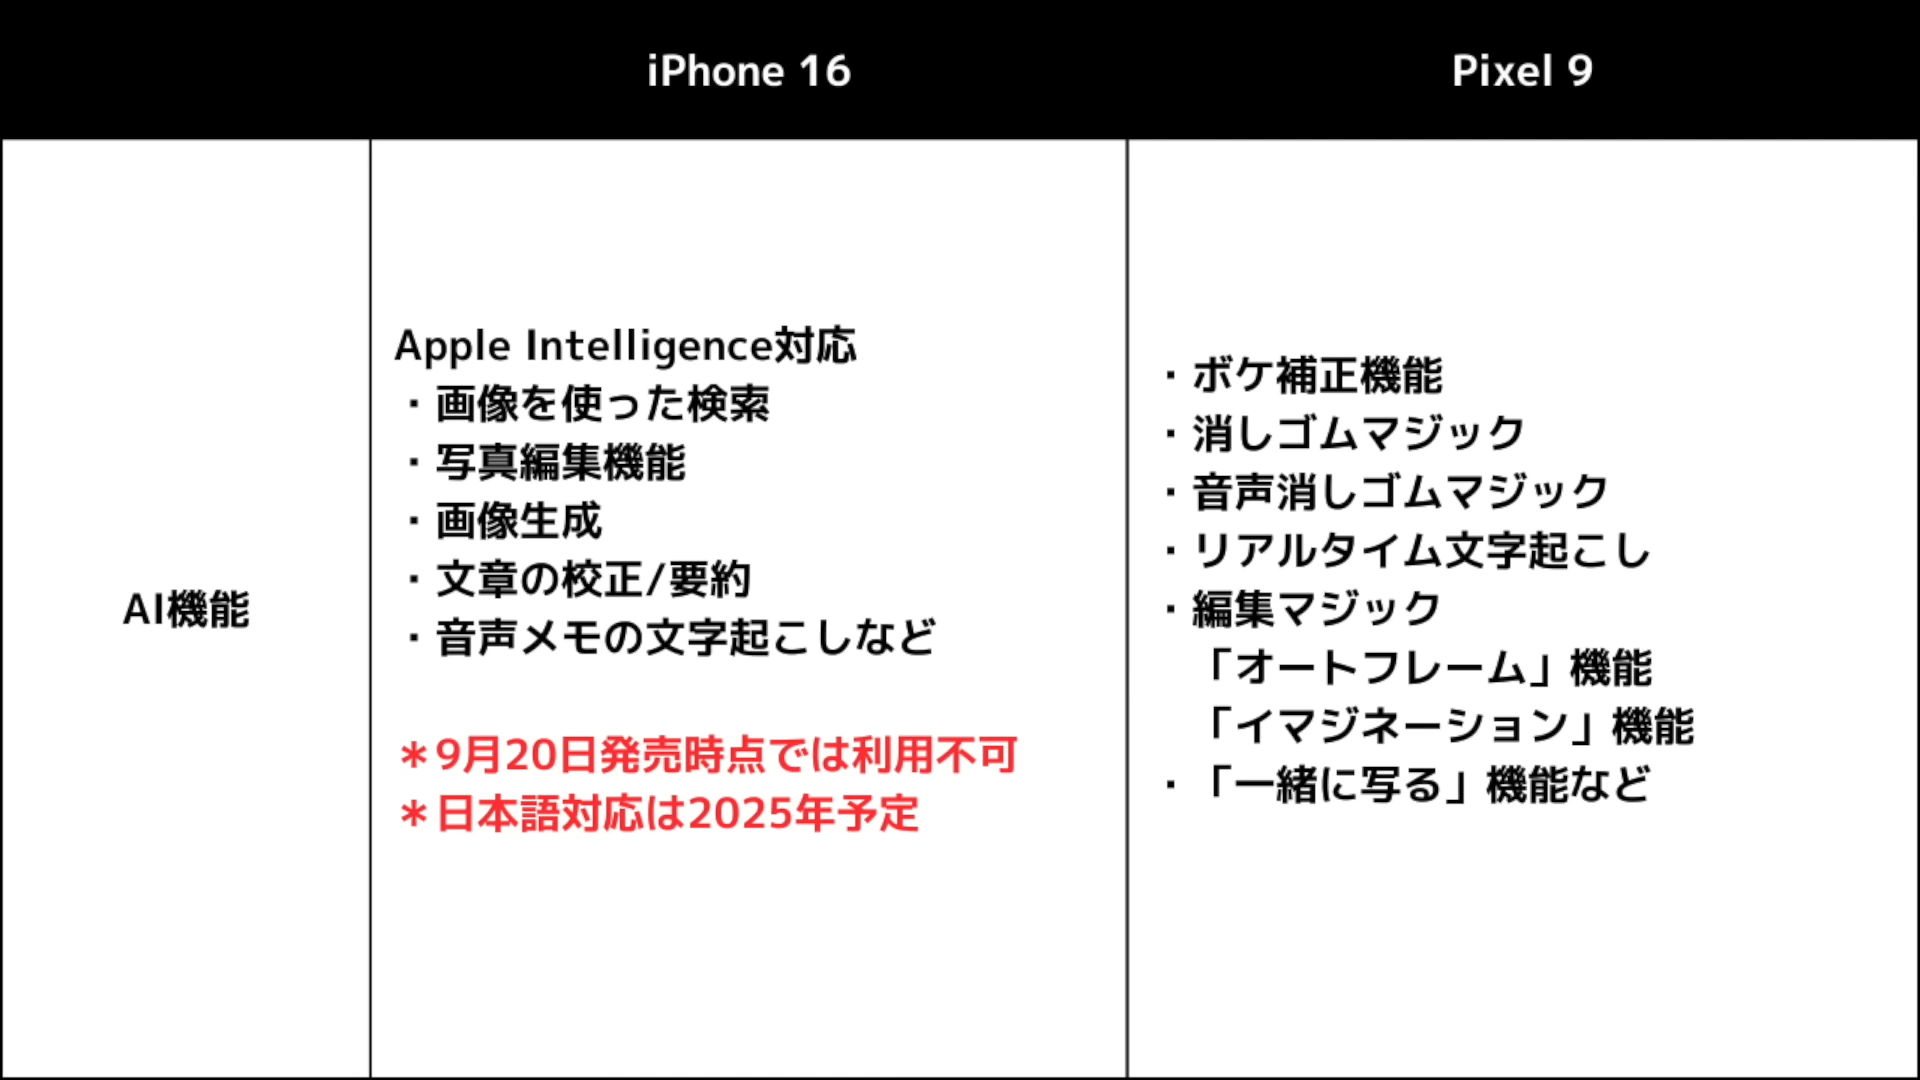 iPhone 16
Pixel 9
AI機能
Apple Intelligence対応
・画像を使った検索
・写真編集機能
・画像生成
・文章の校正/要約
・音声メモの文字起こしなど
＊9月20日発売時点では利用不可
＊日本語対応は2025年予定
・ボケ補正機能
・消しゴムマジック
・音声消しゴムマジック
・リアルタイム文字起こし
・編集マジック
「オートフレーム」機能
「イマジネーション」機能
・「一緒に写る」機能など